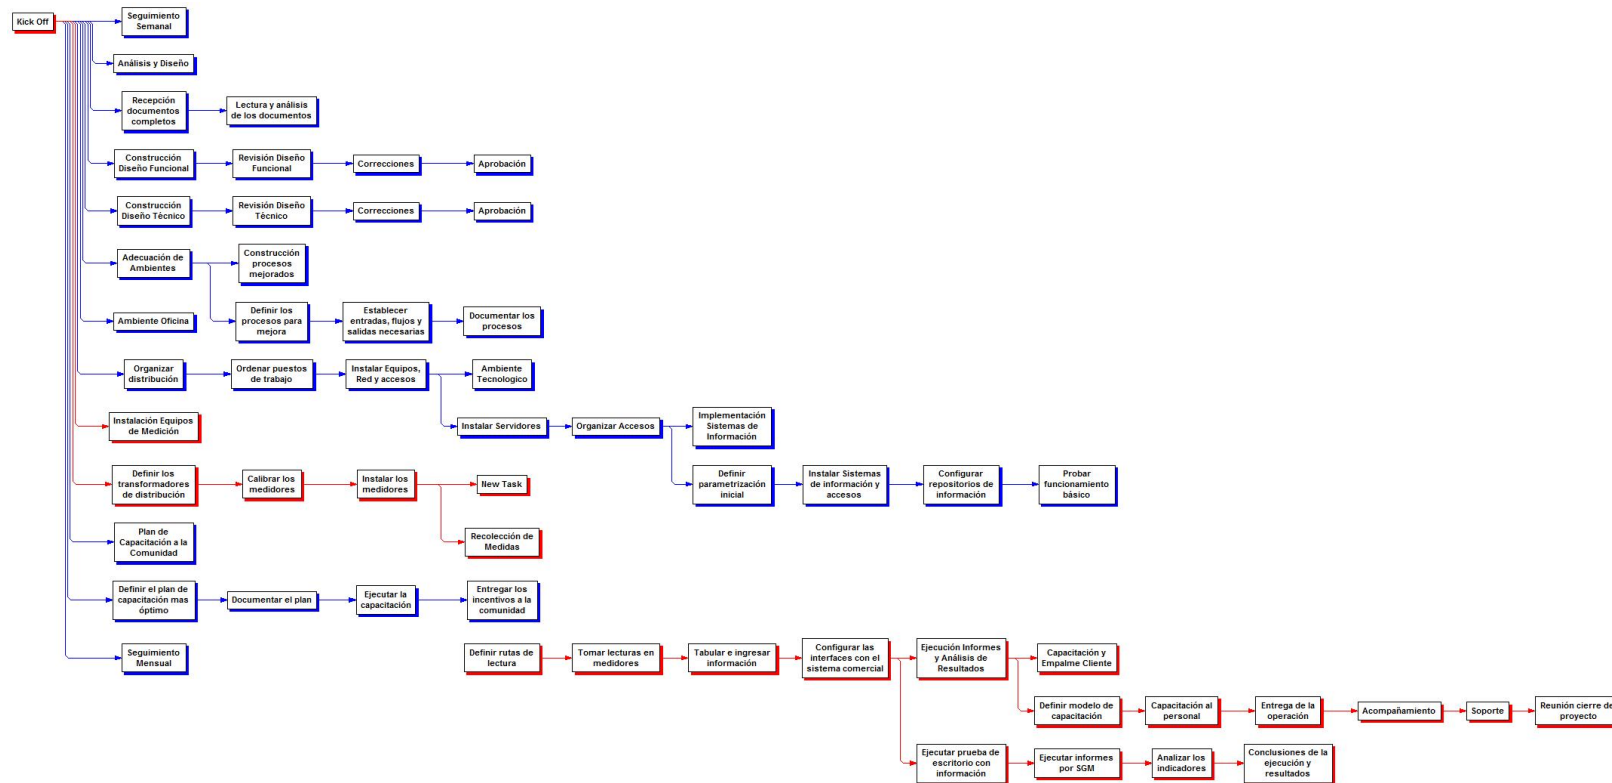 Kick Off
Seguimiento
Semanal
Análisis y Diseño
Recepción
documentos
completos
Lectura y análisis
de los documentos
Construcción
Diseño Funcional
Revisión Diseño
Funcional
Correcciones
Aprobación
Construcción
Diseño Técnico
Revisión Diseño
Técnico
Correcciones
Aprobación
Adecuación de
Ambientes
Construcción
procesos
mejorados
Ambiente Oficina
Definir los
procesos para
mejora
Establecer
entradas, flujos y
salidas necesarias
Documentar los
procesos
Organizar
distribución
Ordenar puestos
de trabajo
Instalar Equipos,
Red y accesos
Ambiente
Tecnologico
Instalación Equipos
de Medición
Instalar Servidores
Organizar Accesos
Implementación
Sistemas de
Información
Definir los
transformadores
de distribución
Calibrar los
medidores
Instalar los
medidores
New Task
Definir
parametrización
inicial
Instalar Sistemas
de información y
accesos
Configurar
repositorios de
información
Probar
funcionamiento
básico
Plan de
Capacitación a la
Comunidad
Recolección de
Medidas
Definir el plan de
capacitación mas
óptimo
Documentar el plan
Ejecutar la
capacitación
Entregar los
incentivos a la
comunidad
Seguimiento
Mensual
Definir rutas de
lectura
Tomar lecturas en
medidores
Tabular e ingresar
información
Configurar las
interfaces con el
sistema comercial
Ejecución Informes
y Análisis de
Resultados
Capacitación y
Empalme Cliente
Definir modelo de
capacitación
Capacitación al
personal
Entrega de la
operación
Acompañamiento
Soporte
Reunión cierre de
proyecto
Ejecutar prueba de
escritorio con
información
Ejecutar informes
por SGM
Analizar los
indicadores
Conclusiones de la
ejecución y
resultados